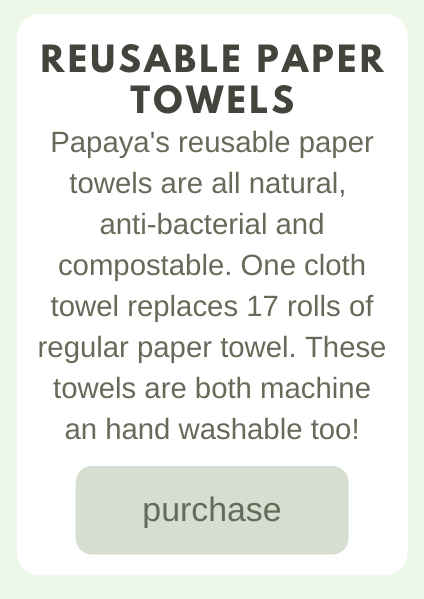 REUSABLE PAPER
TOWELS
Papaya's reusable paper
towels are all natural,
anti-bacterial and
compostable. One cloth
towel replaces 17 rolls of
regular paper towel. These
towels are both machine
an hand washable too!
purchase